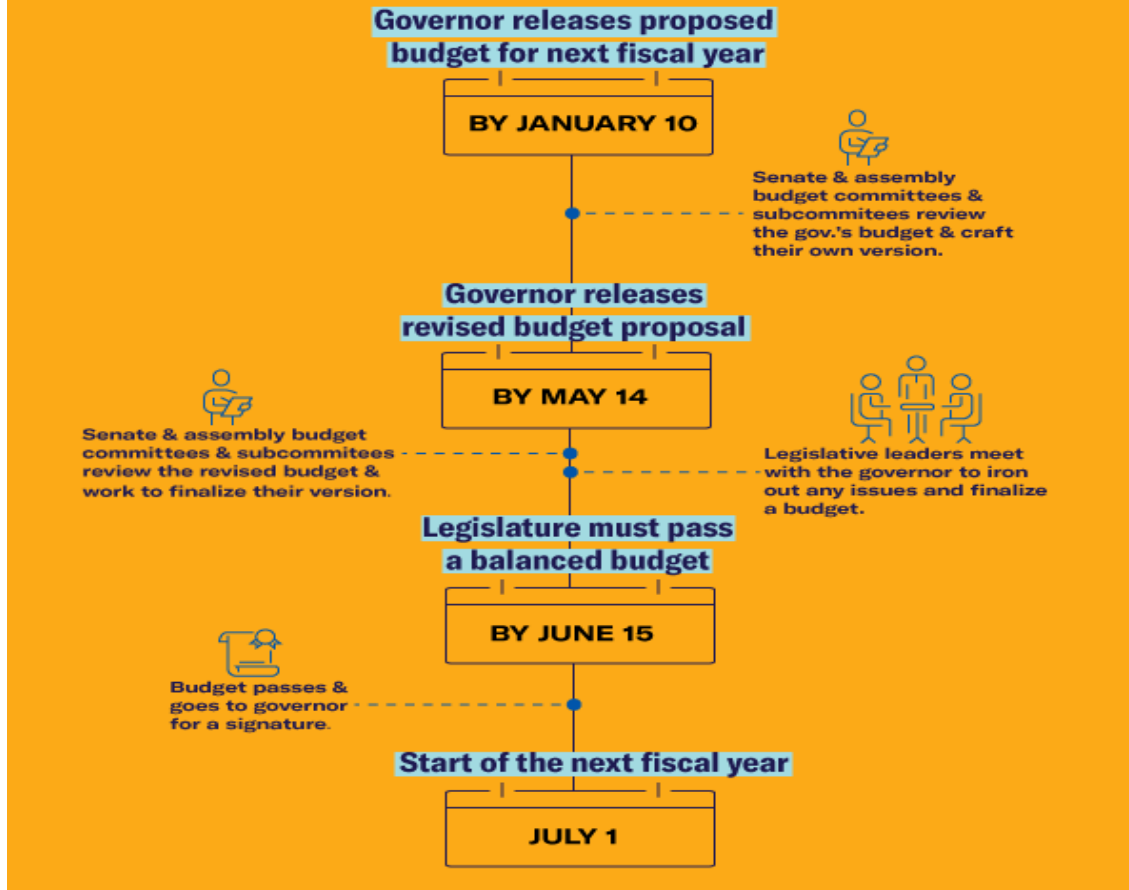 Governor releases proposed
budget for next fiscal year
BY JANUARY 10
Senate & assembly
budget committees &
subcommitees review
the gov.'s budget & craft
their own version.
Governor releases
revised budget proposal
BY MAY 14
Senate & assembly budget
committees & subcommitees
review the revised budget &
work to finalize their version.
Legislative leaders meet
with the governor to iron
out any issues and finalize
a budget.
Legislature must pass
a balanced budget
BY JUNE 15
Budget passes &
goes to governor
for a signature.
Start of the next fiscal year
JULY 1